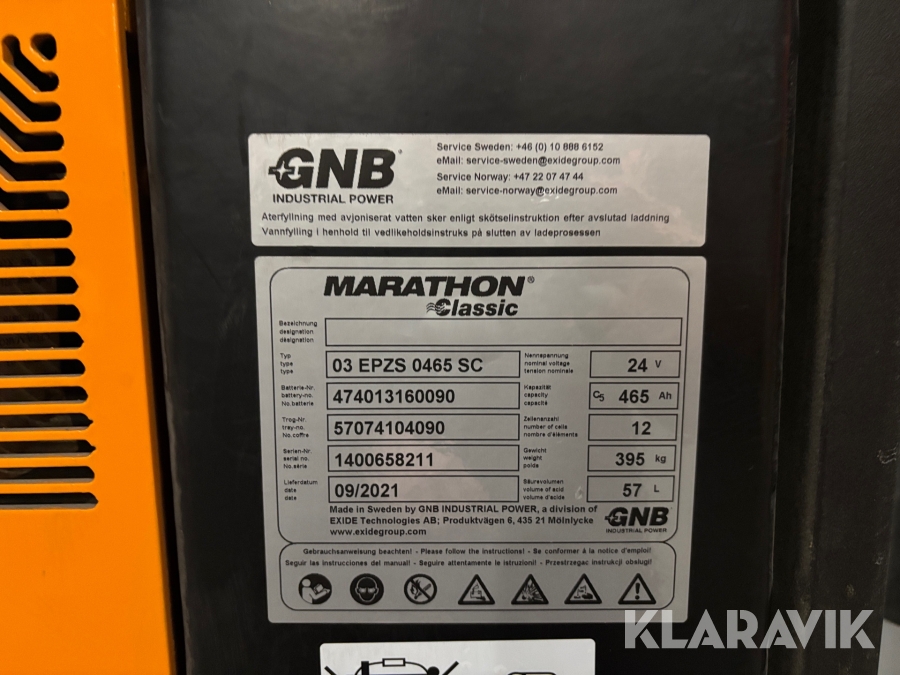 GNB®
INDUSTRIAL POWER
Service Sweden: +46 (0) 10 888 6152
eMail: service-sweden@exidegroup.com
Service Norway: +47 22 07 47 44
eMail: service-norway@exidegroup.com
Återfyllning med avjoniserat vatten sker enligt skötselinstruktion efter avslutad laddning
Vannfylling i henhold til vedlikeholdsinstruks på slutten av ladeprosessen
MARATHON®
Classic
Bezeichnung
designation
désignation
Typ
type
type
03 EPZS 0465 SC
Nennspannung
nominal voltage
tension nominale
24 V
Batterie-Nr.
battery-no.
No.batterie
474013160090
Kapazität
capacity
capacité
C5 465 Ah
Trog-Nr.
tray-no.
No.coffre
57074104090
Zellenanzahl
number of cells
nombre d'éléments
12
Serien-Nr.
serial no.
No.série
1400658211
Gewicht
weight
poids
395 kg
Lieferdatum
date
date
09/2021
Säurevolumen
volume of acid
volume d'acide
57 L
Made in Sweden by GNB INDUSTRIAL POWER, a division of
EXIDE Technologies AB; Produktvägen 6, 435 21 Mölnlycke
www.exidegroup.com
GNB®
INDUSTRIAL POWER
Gebrauchsanweisung beachten! - Please follow the instructions! - Se conformer à la notice d'emploi!
Seguir las instrucciones del manual! - Seguire attentamente le istruzioni! - Przestrzegac instrukcji obslugi!
KLARAVIK